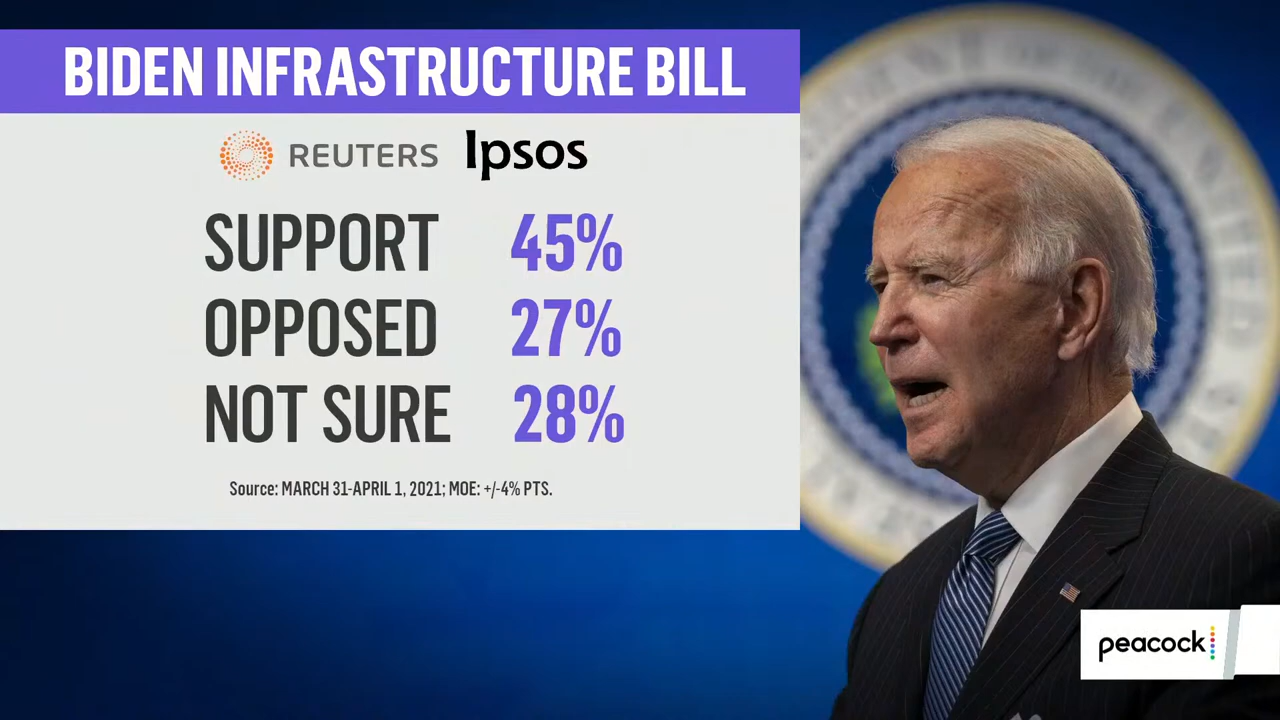 BIDEN INFRASTRUCTURE BILL
REUTERS Ipsos
SUPPORT 45%
OPPOSED 27%
NOT SURE 28%
Source: MARCH 31-APRIL 1, 2021; MOE: +/-4% PTS.
peacock